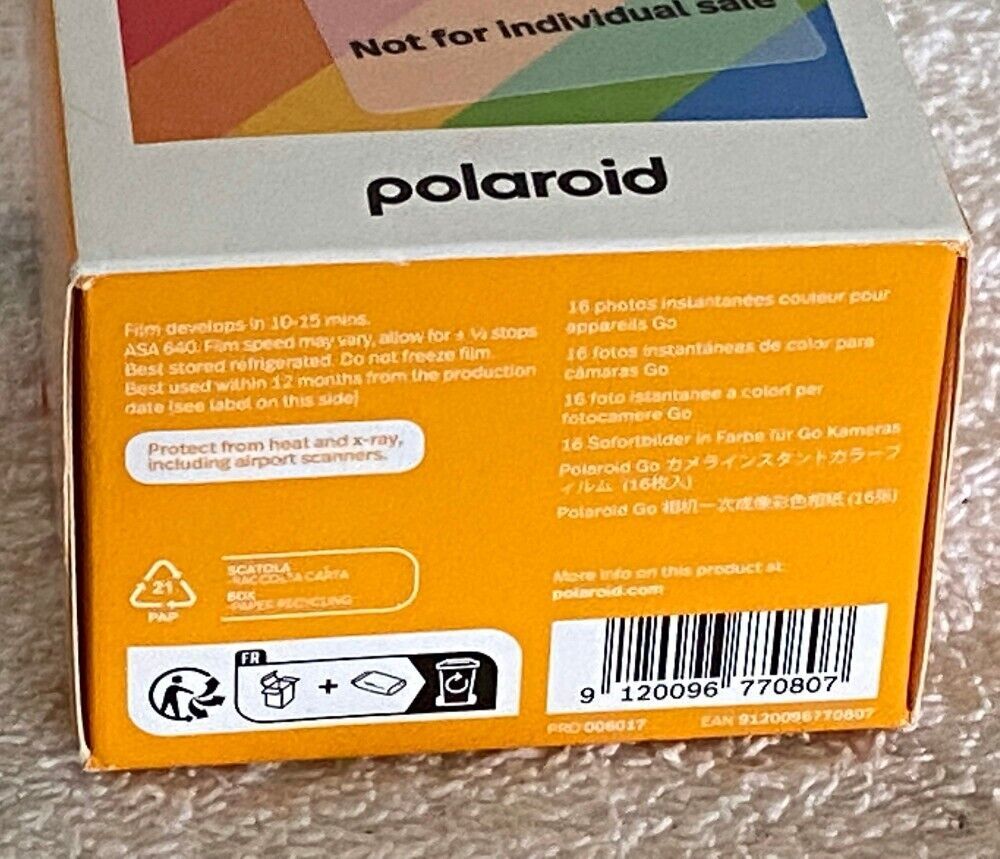 Not for individual sale
polaroid
Film develops in 10-15 mins.
ASA 640. Film speed may vary, allow for ± ¼ stops
Best stored refrigerated. Do not freeze film.
Best used within 12 months from the production
date (see label on this side)
Protect from heat and x-ray,
including airport scanners.
16 photos instantanées couleur pour
appareils Go
16 fotos instantáneas de color para
cámaras Go
16 foto istantanee a colori per
fotocamere Go
16 Sofortbilder in Farbe für Go Kameras
Polaroid Go カメラインスタントカラーフ
ィルム (16枚入)
Polaroid Go 相机一次成像彩色相纸 (16张)
21
PAP
SCATOLA
RACCOLTA CARTA
BOX
PAPER RECYCLING
More info on this product at:
polaroid.com
FR
+
9 120096 770807
PRD 006017
EAN 9120096770807